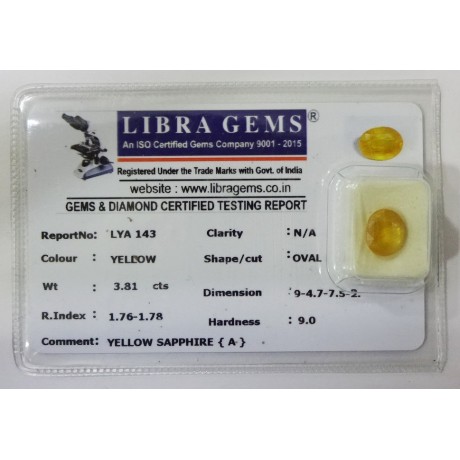 LIBRA GEMS®
An ISO Certified Gems Company 9001 - 2015
Registered Under the Trade Marks with Govt. of India
website : www.libragems.co.in
GEMS & DIAMOND CERTIFIED TESTING REPORT
ReportNo: LYA 143 Clarity : N/A
Colour : YELLOW Shape/cut : OVAL
Wt : 3.81 cts Dimension : 9-4.7-7.5-2.
R.Index : 1.76-1.78 Hardness : 9.0
Comment: YELLOW SAPPHIRE { A }